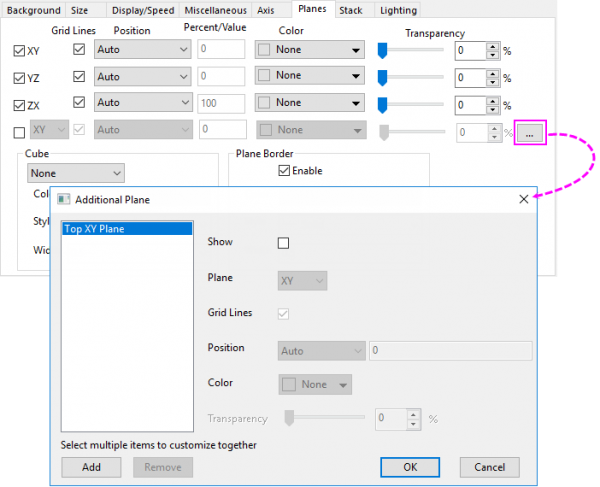 Background Size Display/Speed Miscellaneous Axis Planes Stack Lighting
Grid Lines Position Percent/Value Color Transparency
XY Auto 0 None 0 %
YZ Auto 0 None 0 %
ZX Auto 100 None 0 %
XY Auto 0 None 0 % ...
Cube Plane Border
None Enable
Colo
Styl
Wid
Additional Plane
Top XY Plane
Show
Plane XY
Grid Lines
Position Auto 0
Color None
Transparency 0 %
Select multiple items to customize together
Add Remove OK Cancel